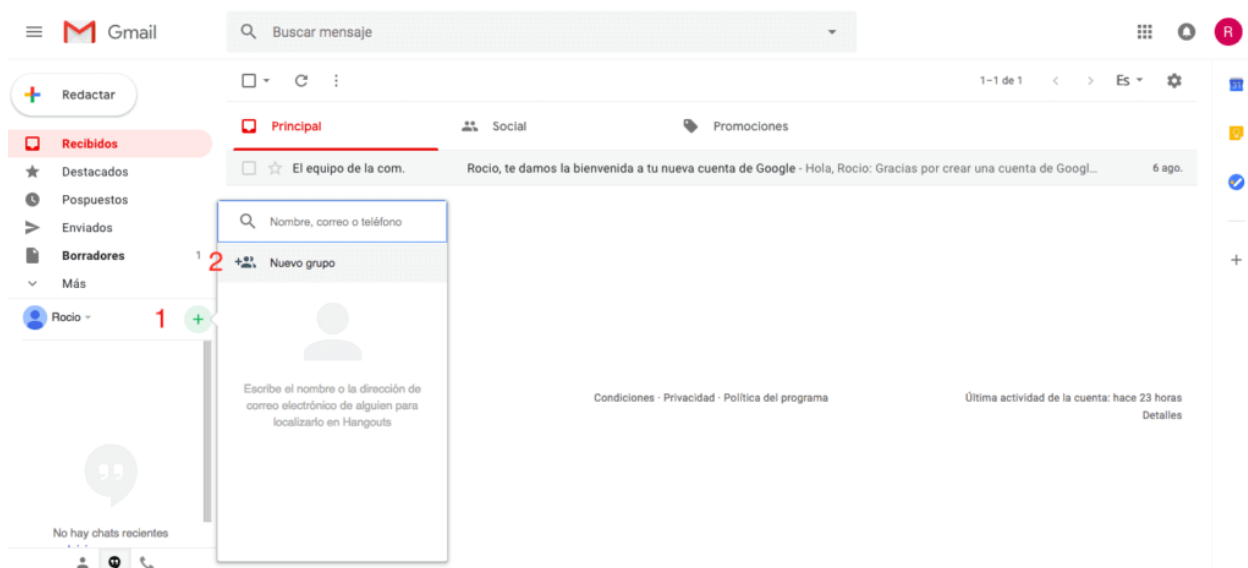 Gmail
Buscar mensaje
R
Redactar
1-1 de 1
Es
31
Principal
Social
Promociones
Recibidos
El equipo de la com. Rocio, te damos la bienvenida a tu nueva cuenta de Google - Hola, Rocio: Gracias por crear una cuenta de Googl... 6 ago.
Destacados
Pospuestos
Enviados
Borradores 1
Más
Nombre, correo o teléfono
2 Nuevo grupo
Rocio 1 +
Escribe el nombre o la dirección de
correo electrónico de alguien para
localizarlo en Hangouts
Condiciones · Privacidad · Política del programa
Última actividad de la cuenta: hace 23 horas
Detalles
No hay chats recientes